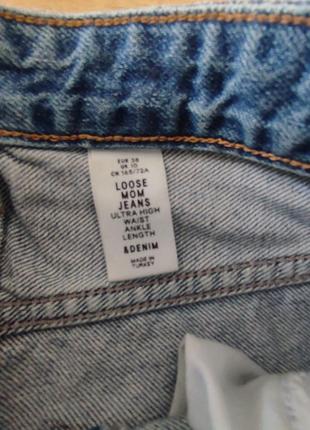 EUR 38
UK 10
CN 165/72A
LOOSE
MOM
JEANS
ULTRA HIGH
WAIST
ANKLE
LENGTH
&DENIM
MADE IN
TURKEY